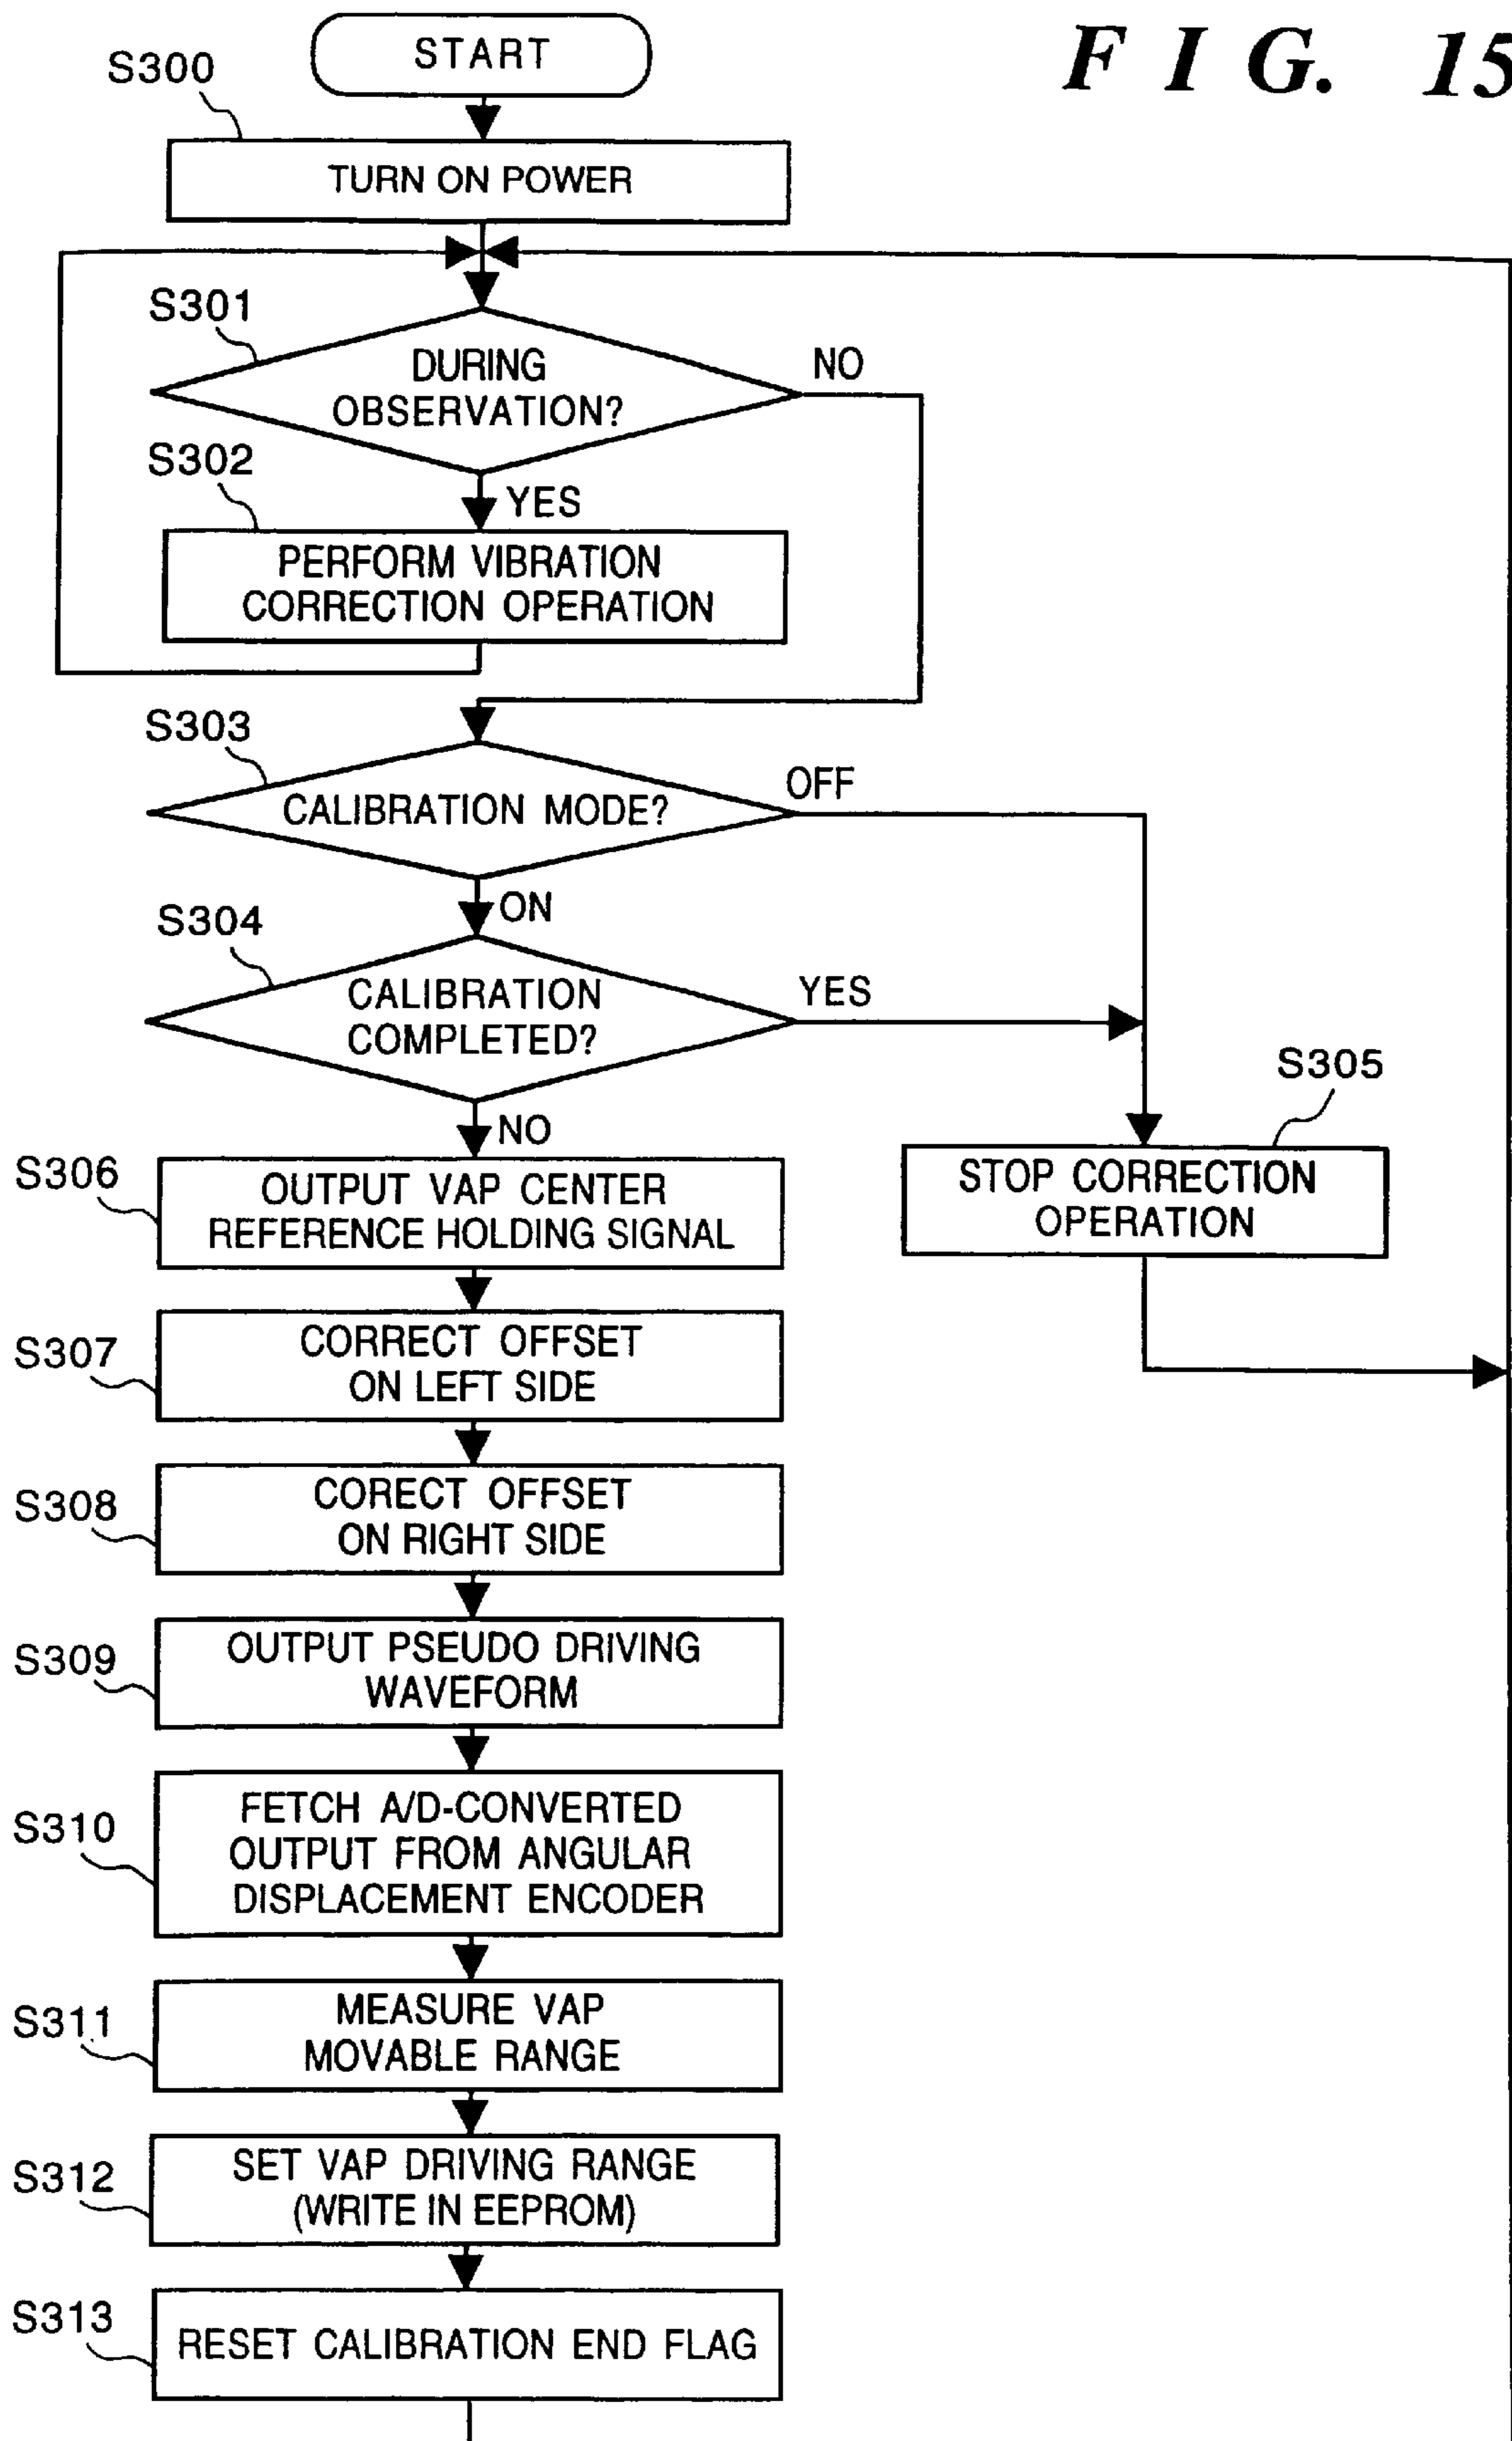 F I G. 15
START
S300
TURN ON POWER
S301
DURING
OBSERVATION?
NO
S302
YES
PERFORM VIBRATION
CORRECTION OPERATION
S303
CALIBRATION MODE?
OFF
ON
S304
CALIBRATION
COMPLETED?
YES
S305
STOP CORRECTION
OPERATION
NO
S306
OUTPUT VAP CENTER
REFERENCE HOLDING SIGNAL
S307
CORRECT OFFSET
ON LEFT SIDE
S308
CORECT OFFSET
ON RIGHT SIDE
S309
OUTPUT PSEUDO DRIVING
WAVEFORM
S310
FETCH A/D-CONVERTED
OUTPUT FROM ANGULAR
DISPLACEMENT ENCODER
S311
MEASURE VAP
MOVABLE RANGE
S312
SET VAP DRIVING RANGE
(WRITE IN EEPROM)
S313
RESET CALIBRATION END FLAG